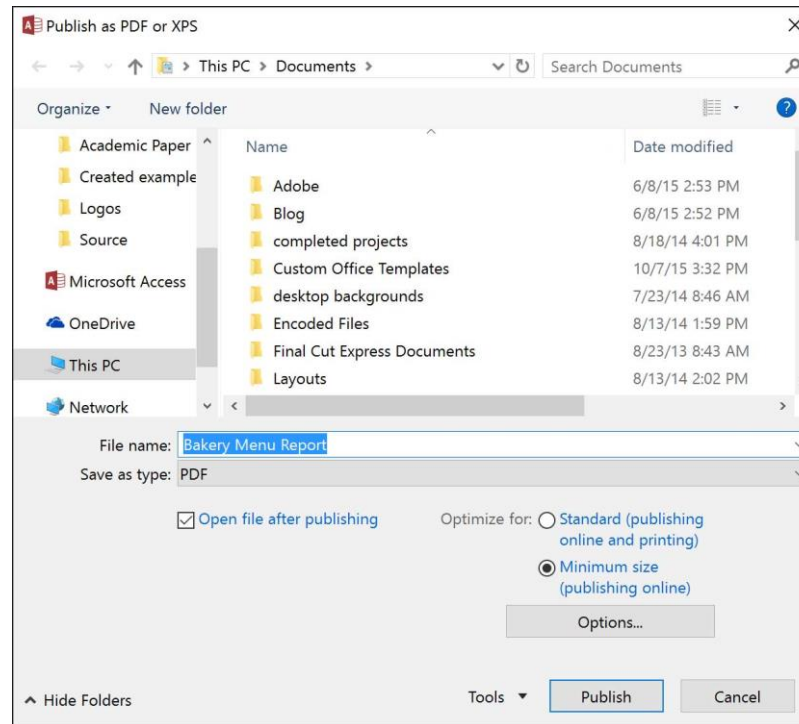 Publish as PDF or XPS
This PC > Documents >
Search Documents
Organize
New folder
Academic Paper
Created example
Logos
Source
Microsoft Access
OneDrive
This PC
Network
Name
Date modified
Adobe 6/8/15 2:53 PM
Blog 6/8/15 2:52 PM
completed projects 8/18/14 4:01 PM
Custom Office Templates 10/7/15 3:32 PM
desktop backgrounds 7/23/14 8:46 AM
Encoded Files 8/13/14 1:59 PM
Final Cut Express Documents 8/23/13 8:43 AM
Layouts 8/13/14 2:02 PM
File name: Bakery Menu Report
Save as type: PDF
Open file after publishing
Optimize for:
Standard (publishing
online and printing)
Minimum size
(publishing online)
Options...
Hide Folders
Tools
Publish
Cancel